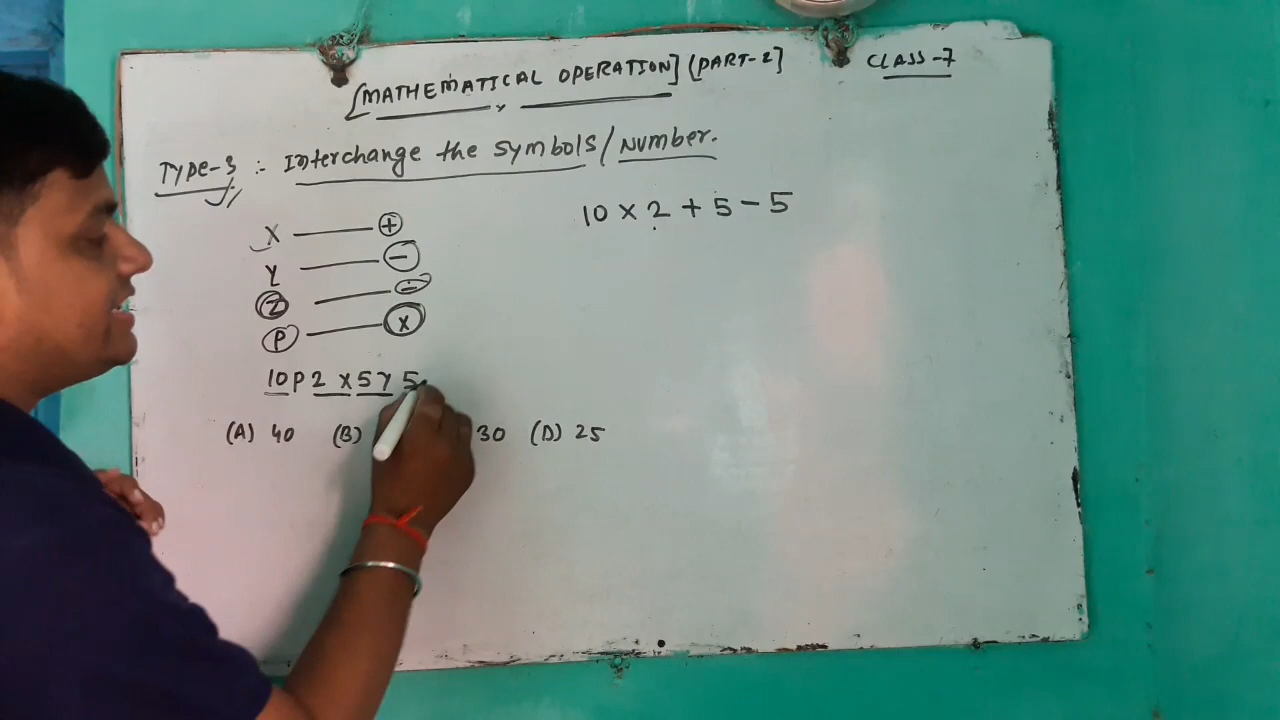 [MATHEMATICAL OPERATION] (PART-2]
CLASS-7
TYPE-3 :- Interchange the Symbols/Number.
X — +
Y — -
Z — ÷
P — ×
10 × 2 + 5 - 5
10 P 2 X 5 Y 5
(A) 40 (B) 30 (D) 25